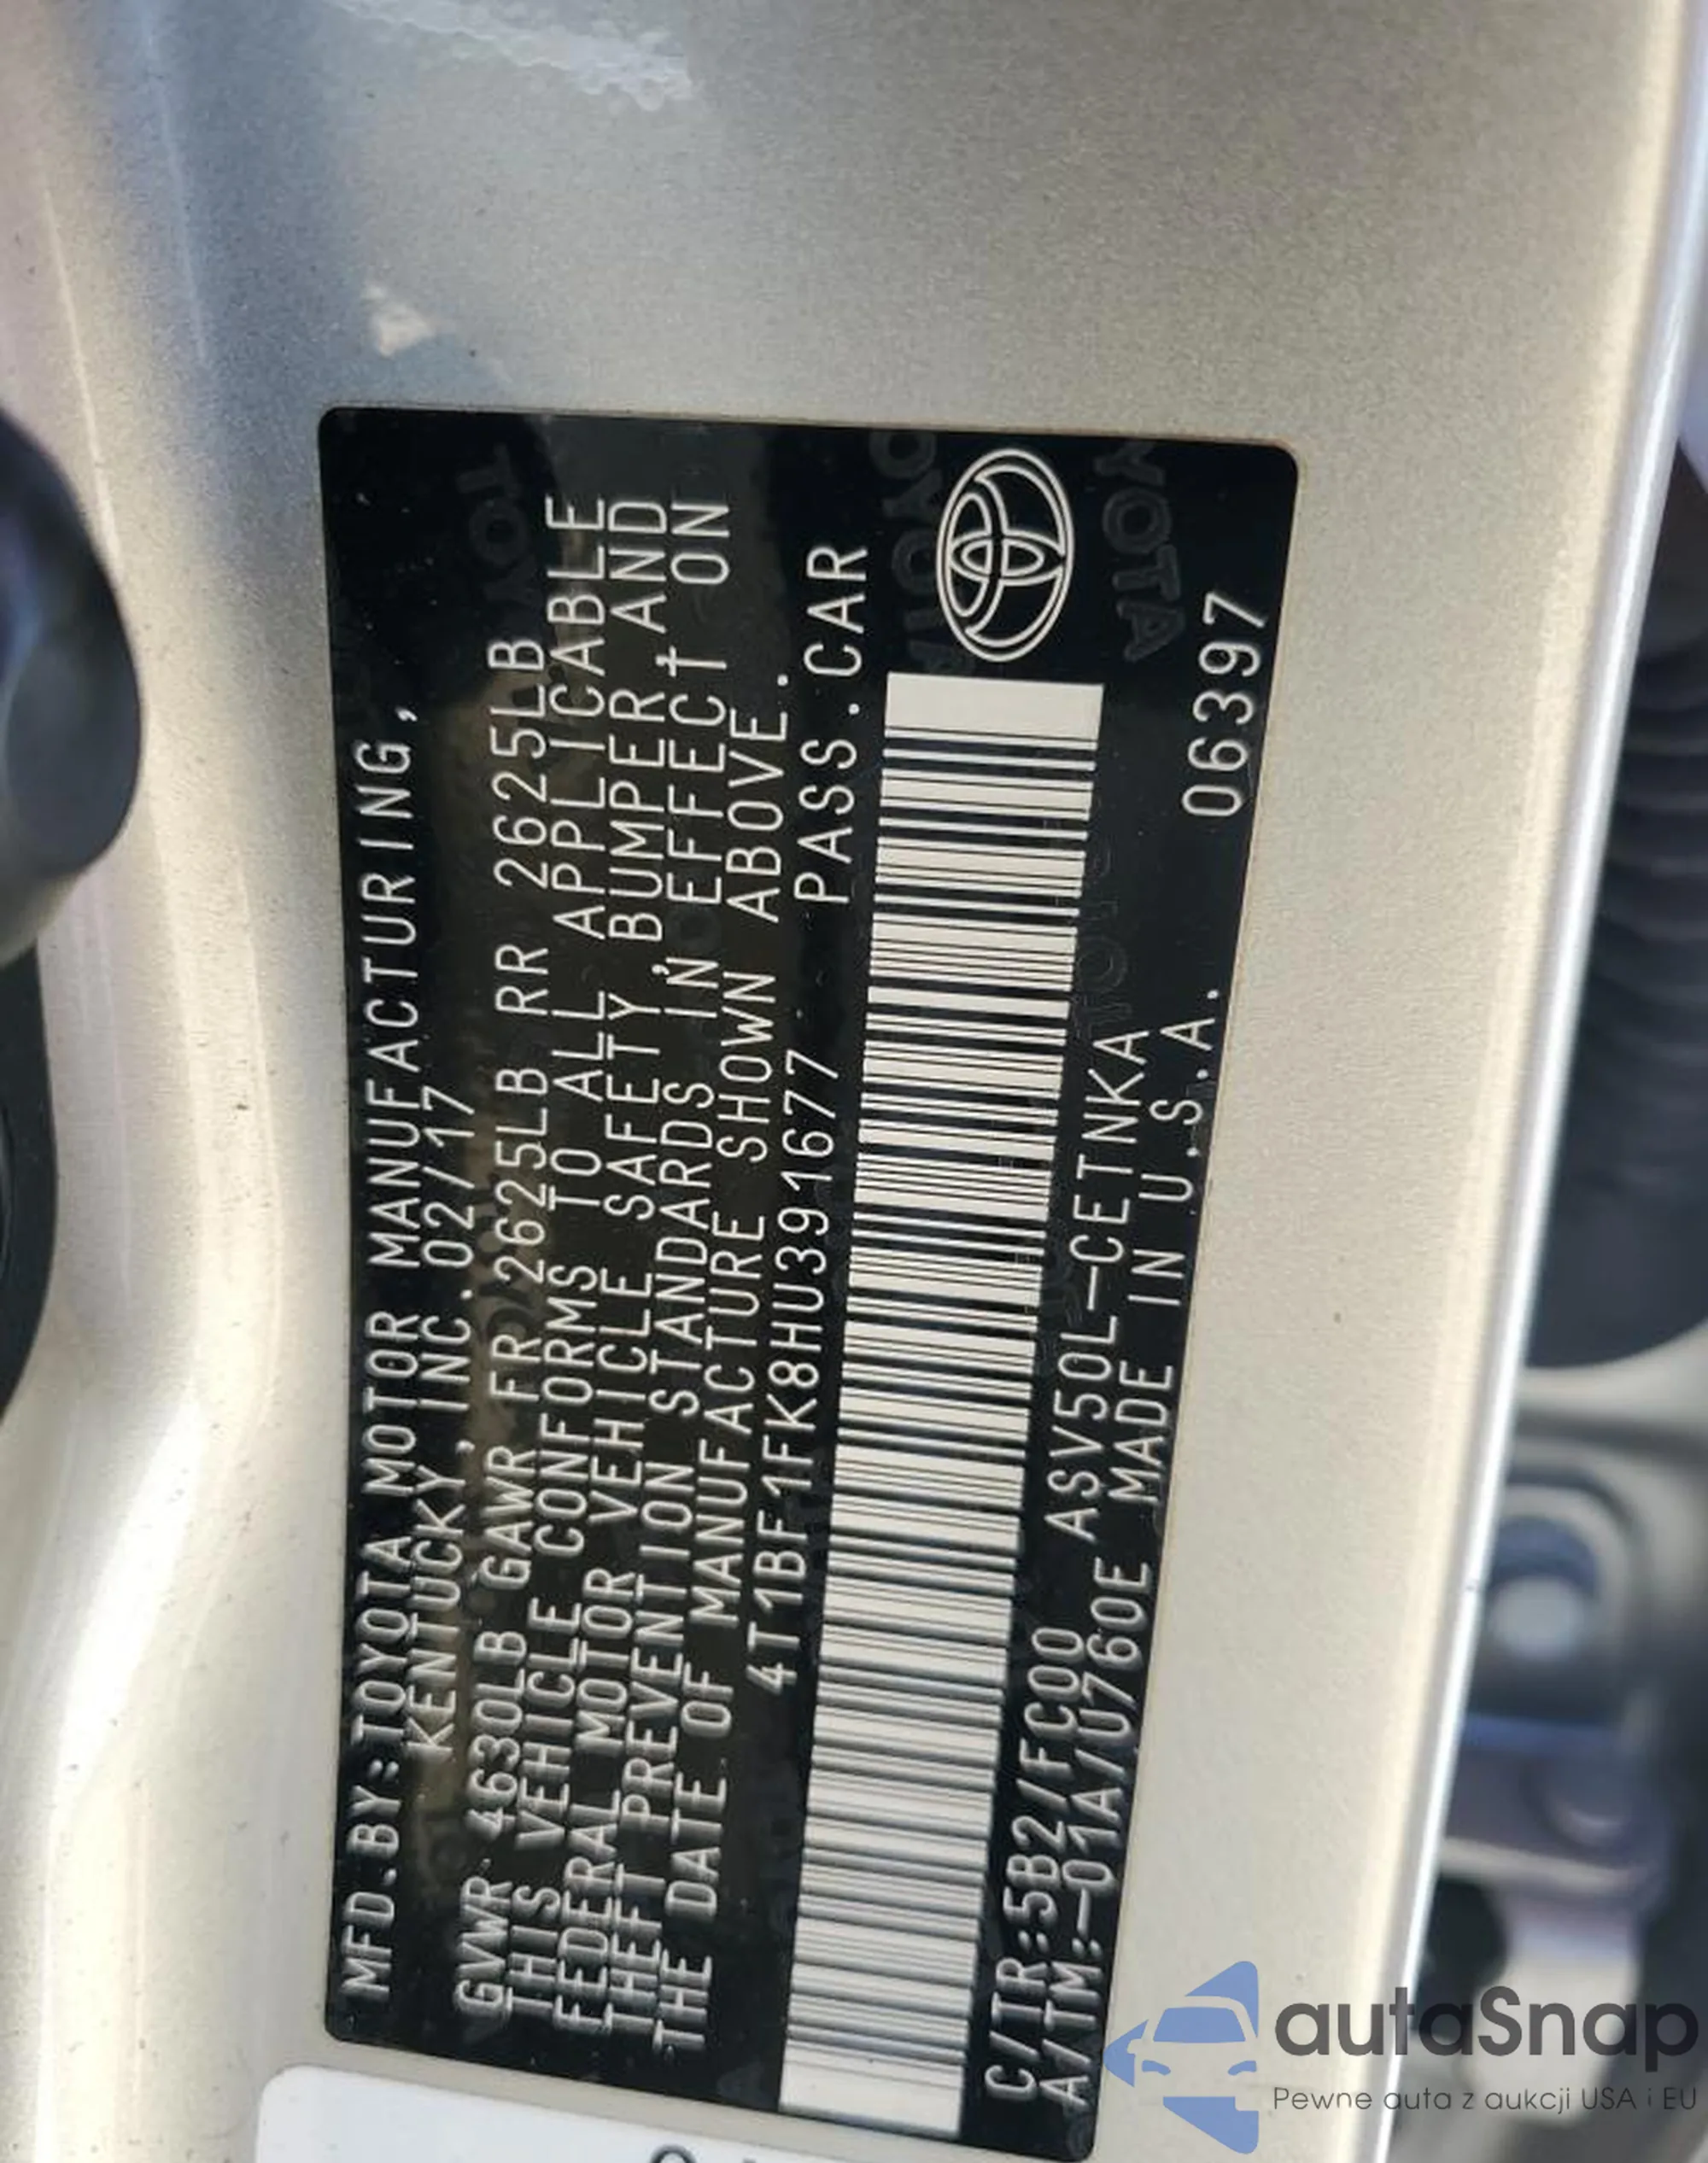 MFD.BY:TOYOTA MOTOR MANUFACTURING,
KENTUCKY, INC. 02/17
GVWR 4630LB GAWR FR 2625LB RR 2625LB
THIS VEHICLE CONFORMS TO ALL APPLICABLE
FEDERAL MOTOR VEHICLE SAFETY, BUMPER, AND
THEFT PREVENTION STANDARDS IN EFFECT ON
THE DATE OF MANUFACTURE SHOWN ABOVE.
4T1BF1FK8HU391677 PASS.CAR
C/TR:5B2/FC00 ASV50L-CETNKA
A/TM:-01A/U760E MADE IN U.S.A. 06397
TOYOTA
autaSnap
Pewne auta z aukcji USA i EU